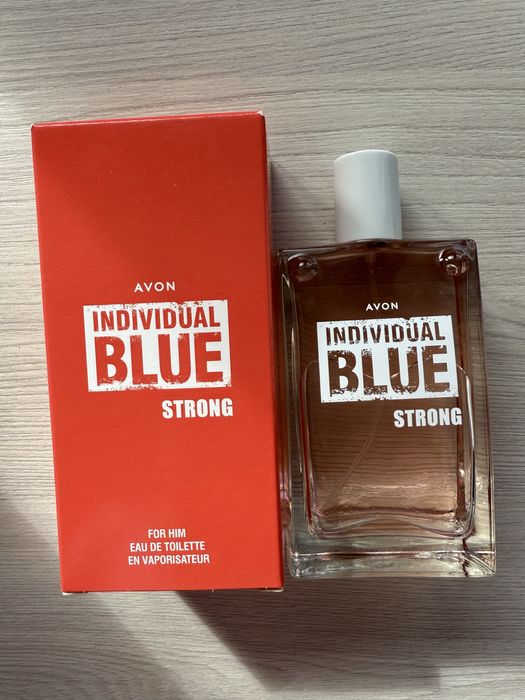 AVON
INDIVIDUAL
BLUE
STRONG
FOR HIM
EAU DE TOILETTE
EN VAPORISATEUR
AVON
INDIVIDUAL
BLUE
STRONG